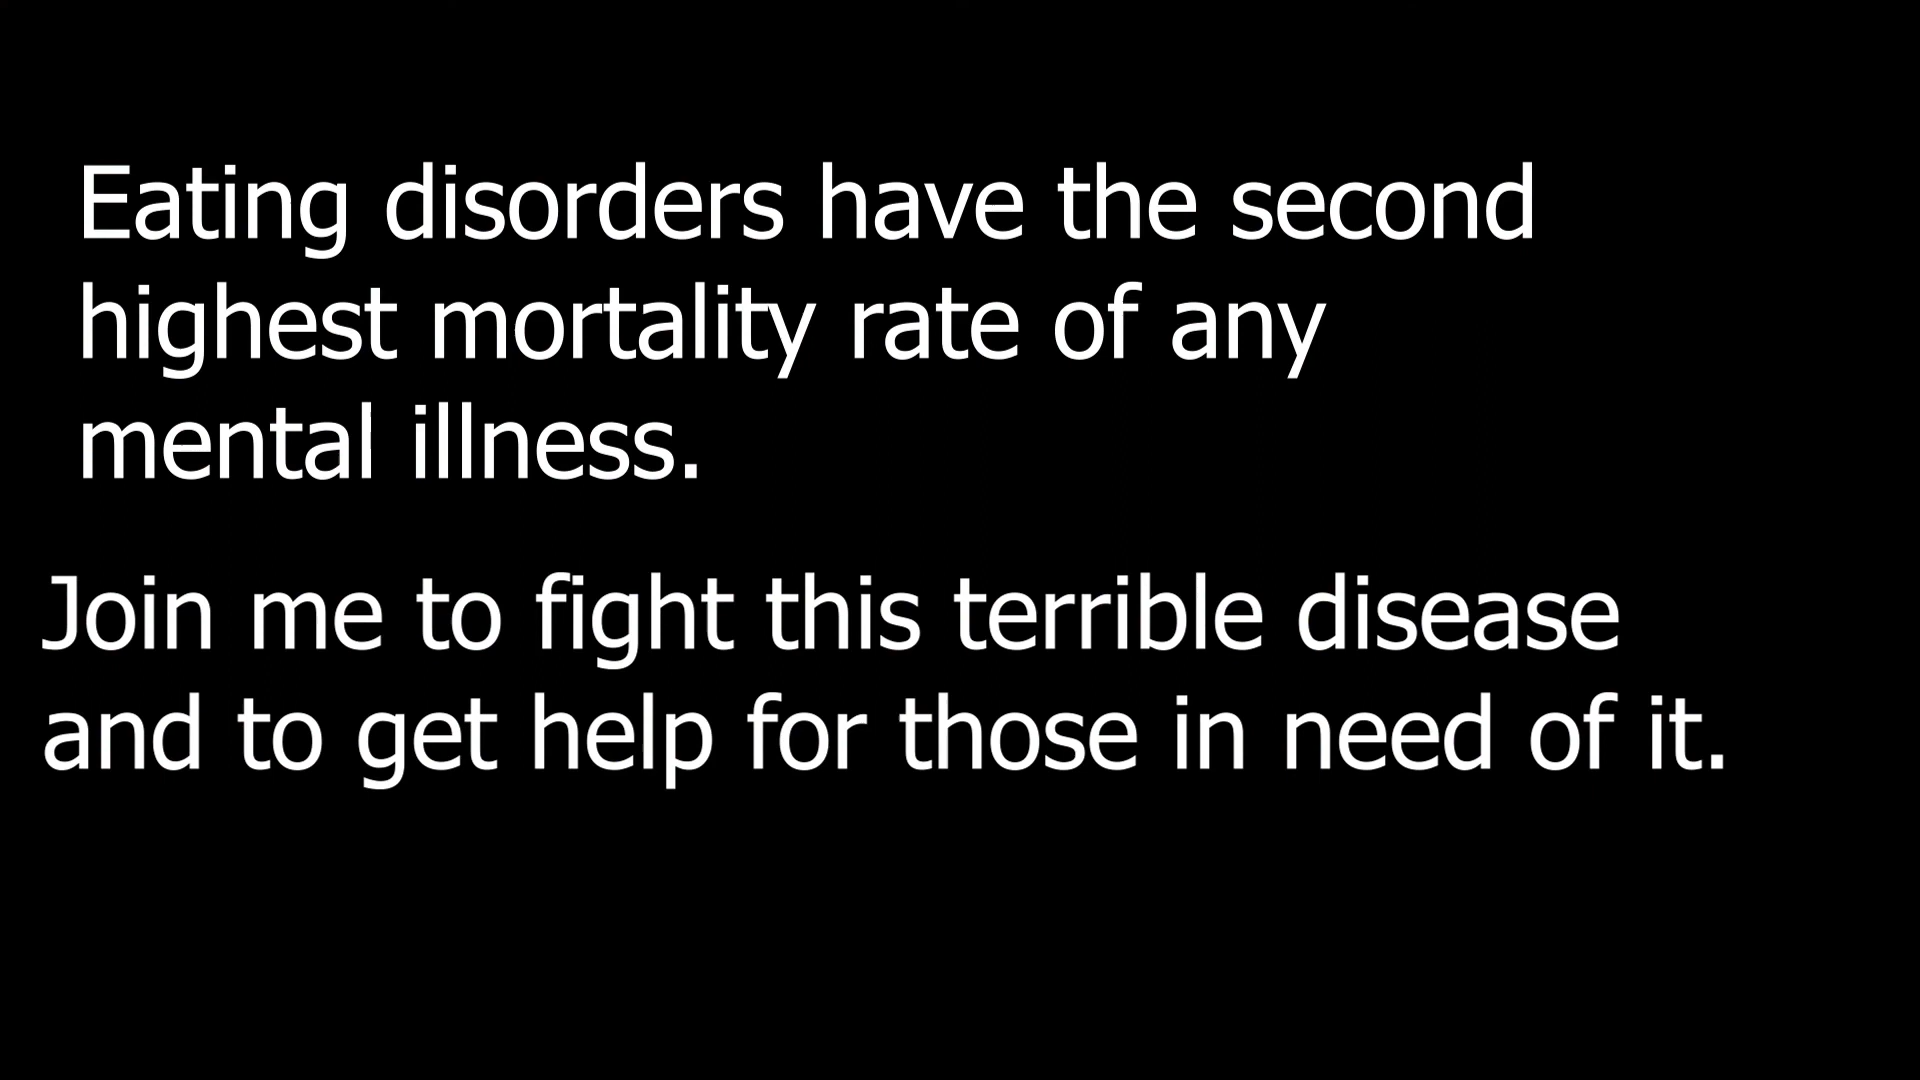 Eating disorders have the second
highest mortality rate of any
mental illness.
Join me to fight this terrible disease
and to get help for those in need of it.